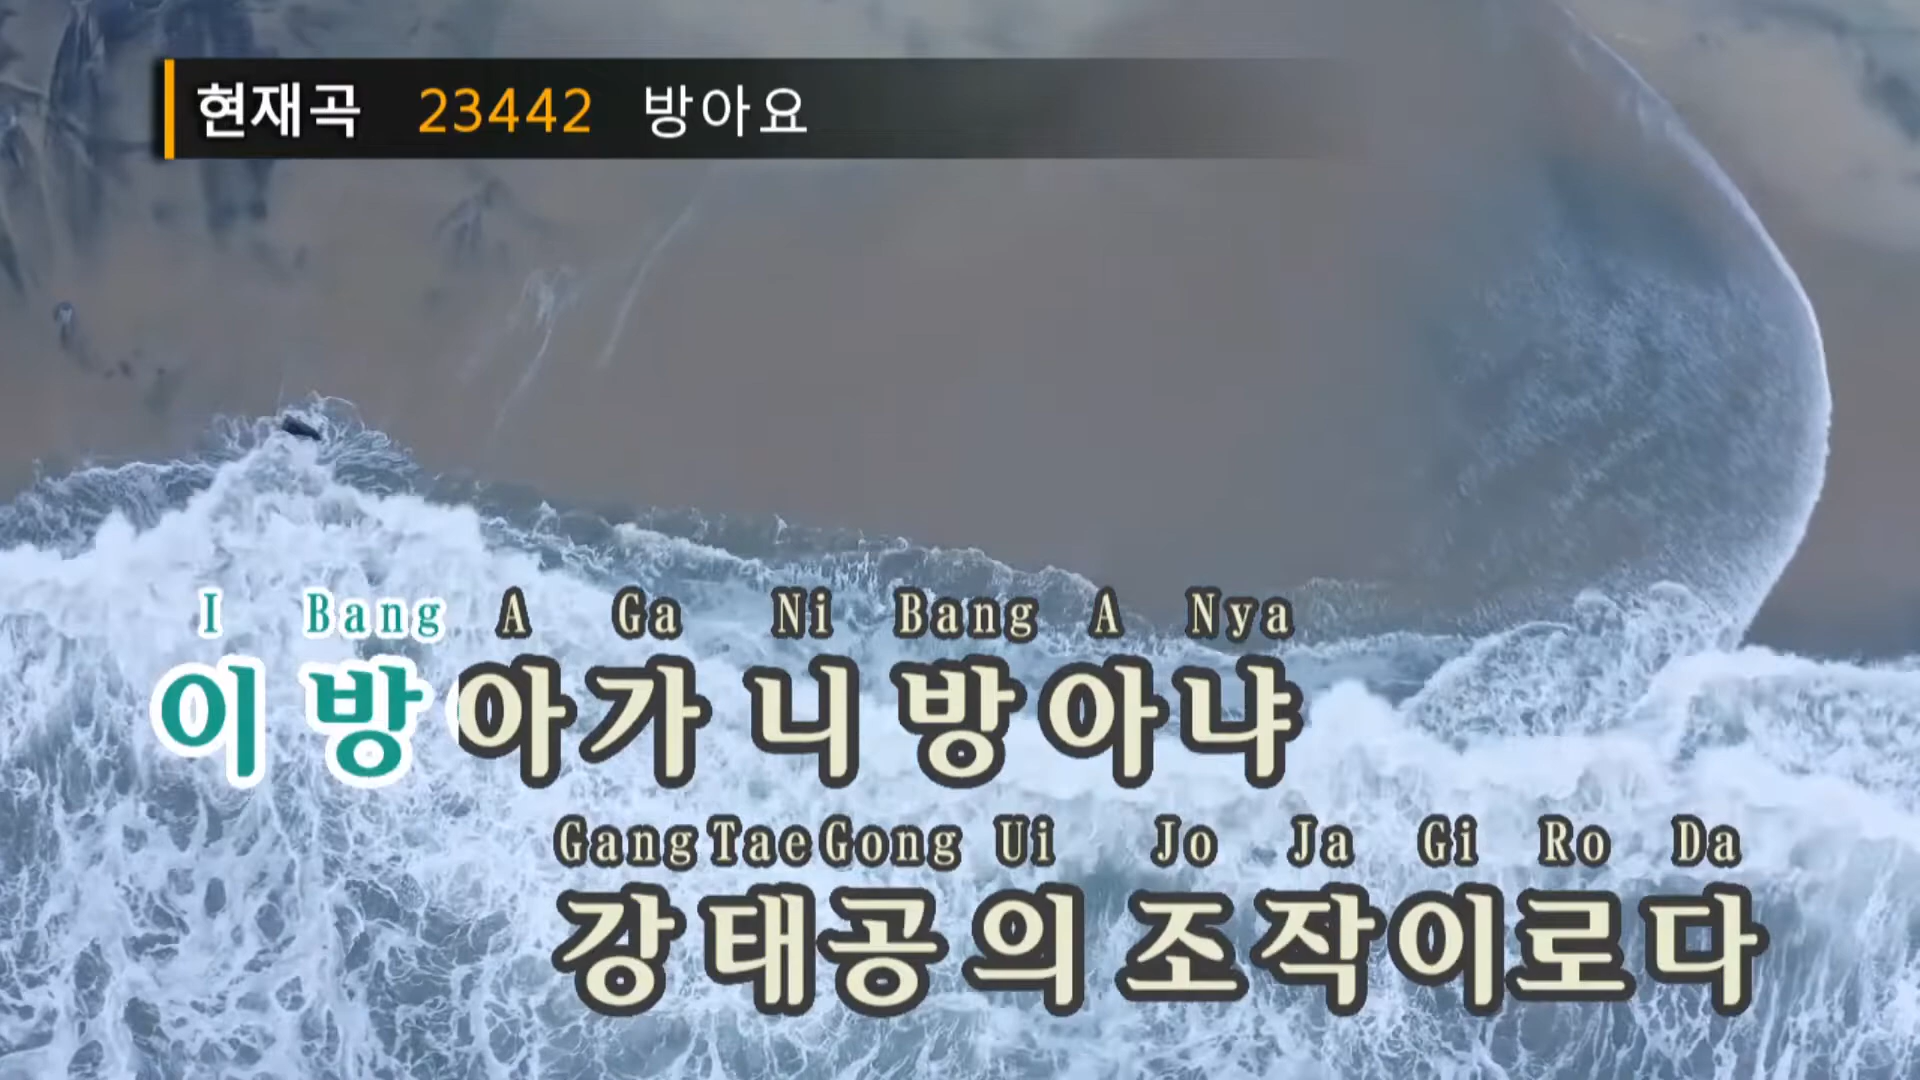 현재곡 23442 방아요
I Bang A Ga Ni Bang A Nya
이 방아가 니 방아냐
Gang Tae Gong Ui Jo Ja Gi Ro Da
강태공의 조작이로다